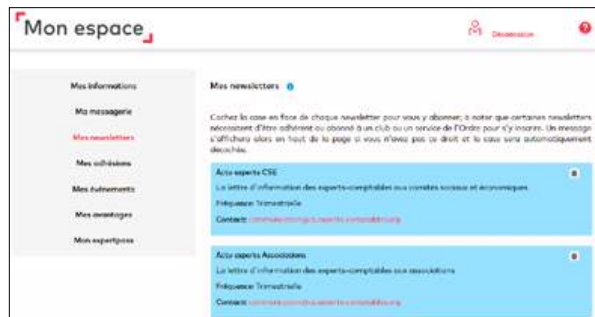 Mon espace
Déconnexion
Mes informations
Ma messagerie
Mes newsletters
Mes adhésions
Mes événements
Mes avantages
Mon expertpass
Mes newsletters
Cochez la case en face de chaque newsletter pour vous y abonner, à noter que certaines newsletters
nécessitent d'être adhérent ou abonné à un club ou un service de l'Ordre pour s'y inscrire. Un message
s'affichera alors en haut de la page si vous n'avez pas ce droit et la case sera automatiquement
décochée.
Actu experts CSE
La lettre d'information des experts-comptables aux comités sociaux et économiques
Fréquence: Trimestrielle
Contact:
Actu experts Associations
La lettre d'information des experts-comptables aux associations
Fréquence: Trimestrielle
Contact: